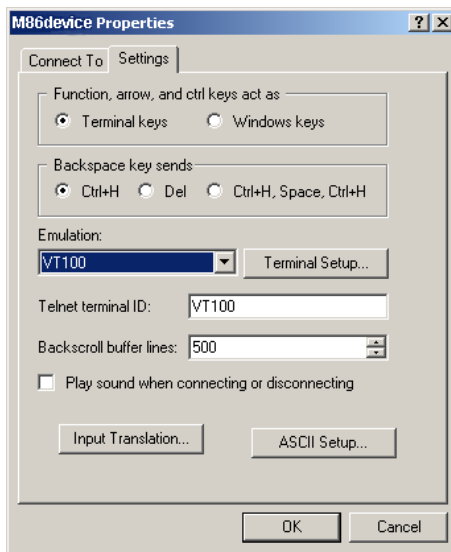 M86device Properties
Connect To Settings
Function, arrow, and ctrl keys act as
Terminal keys Windows keys
Backspace key sends
Ctrl+H Del Ctrl+H, Space, Ctrl+H
Emulation:
VT100 Terminal Setup...
Telnet terminal ID: VT100
Backscroll buffer lines: 500
Play sound when connecting or disconnecting
Input Translation... ASCII Setup...
OK Cancel